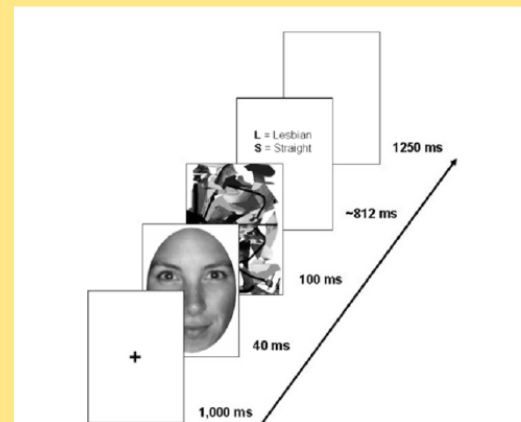 L = Lesbian
S = Straight
1250 ms
~812 ms
100 ms
40 ms
+
1,000 ms